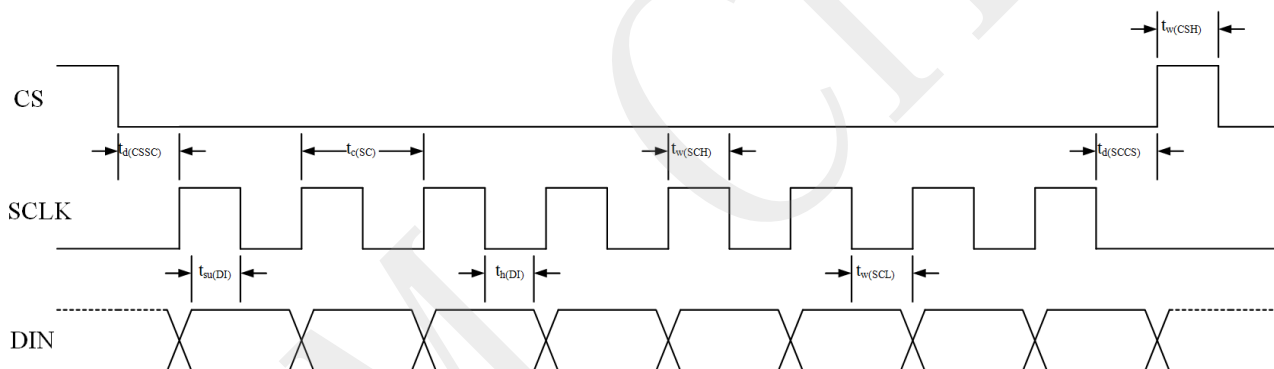 tw(CSH)
CS
td(CSSC) tc(SC) tw(SCH) td(SCCS)
SCLK
tsu(DI) th(DI) tw(SCL)
DIN